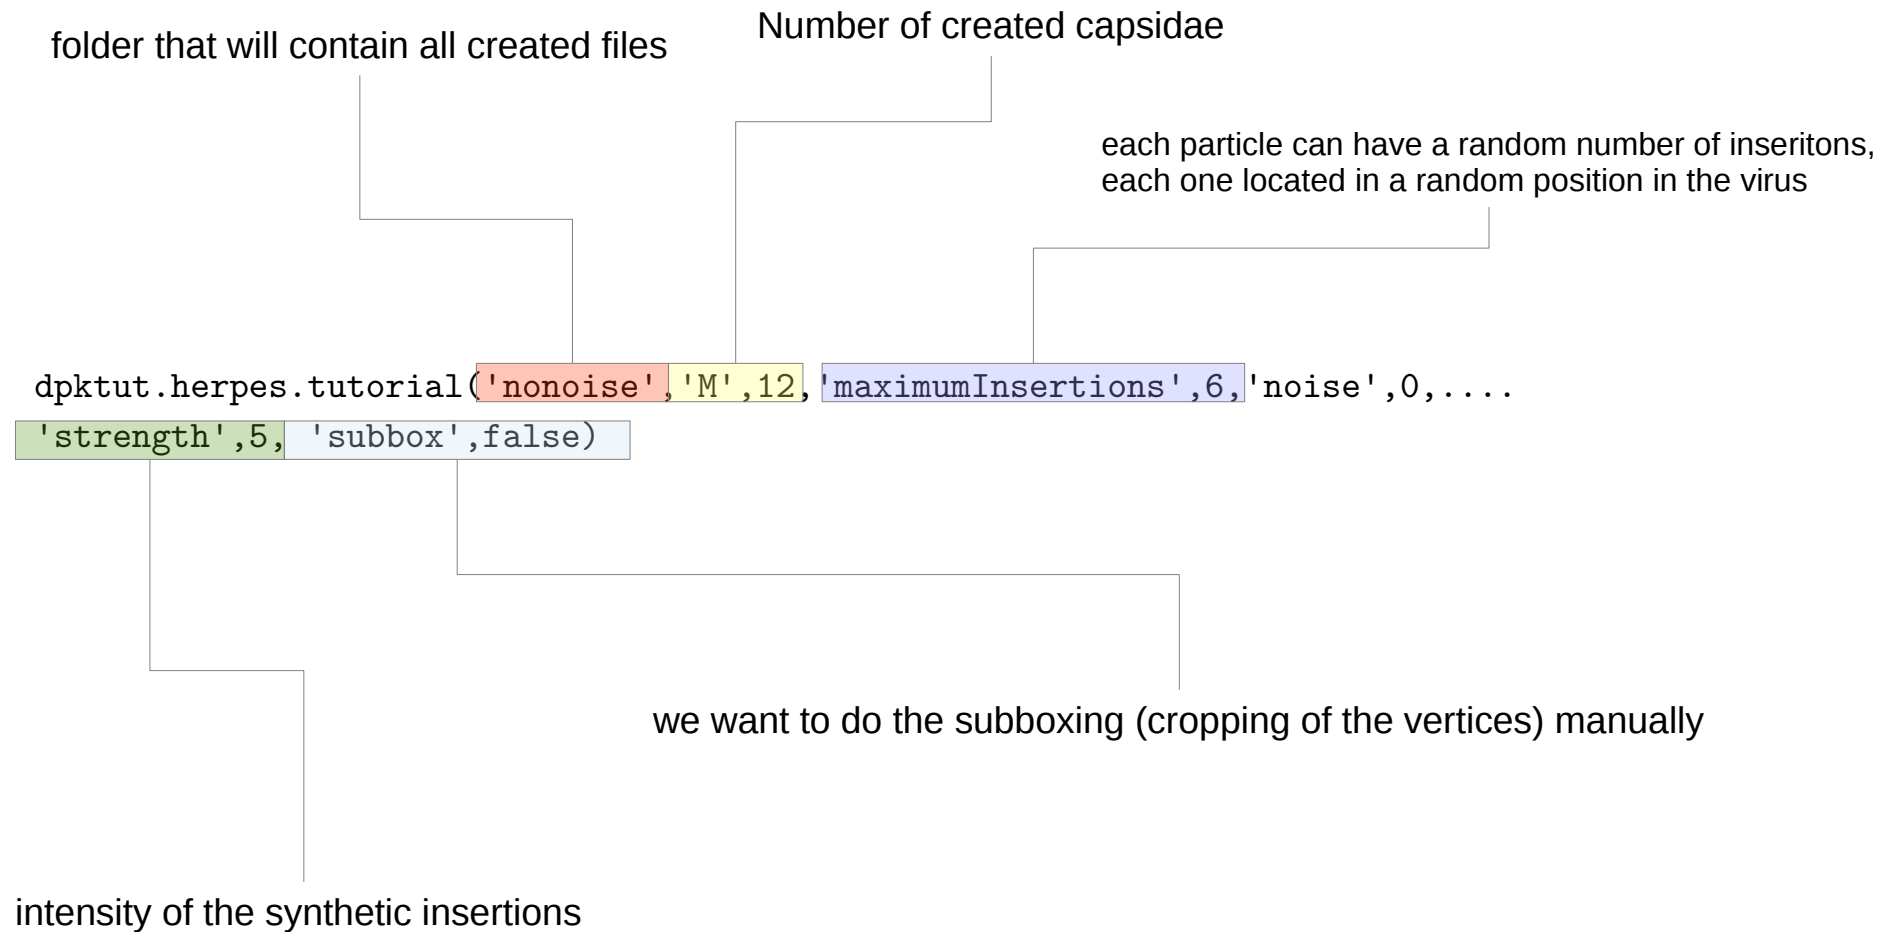 Number of created capsidae
folder that will contain all created files
each particle can have a random number of inseritons,
each one located in a random position in the virus
dpktut.herpes.tutorial('nonoise','M',12,'maximumInsertions',6,'noise',0,....
'strength',5, 'subbox',false)
we want to do the subboxing (cropping of the vertices) manually
intensity of the synthetic insertions